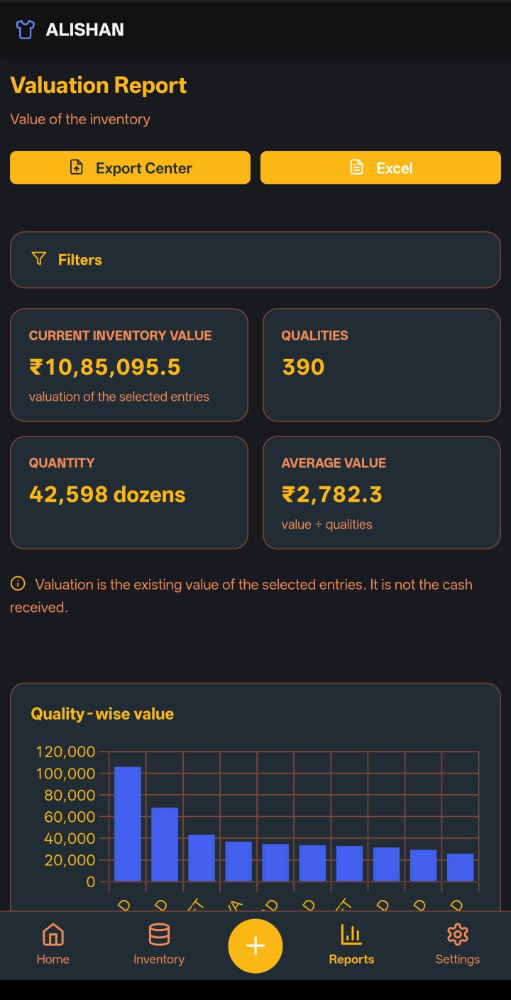 ALISHAN
Valuation Report
Value of the inventory
Export Center
Excel
Filters
CURRENT INVENTORY VALUE
₹10,85,095.5
valuation of the selected entries
QUALITIES
390
QUANTITY
42,598 dozens
AVERAGE VALUE
₹2,782.3
value ÷ qualities
Valuation is the existing value of the selected entries. It is not the cash
received.
Quality-wise value
120,000
100,000
80,000
60,000
40,000
20,000
0
Home
Inventory
Reports
Settings